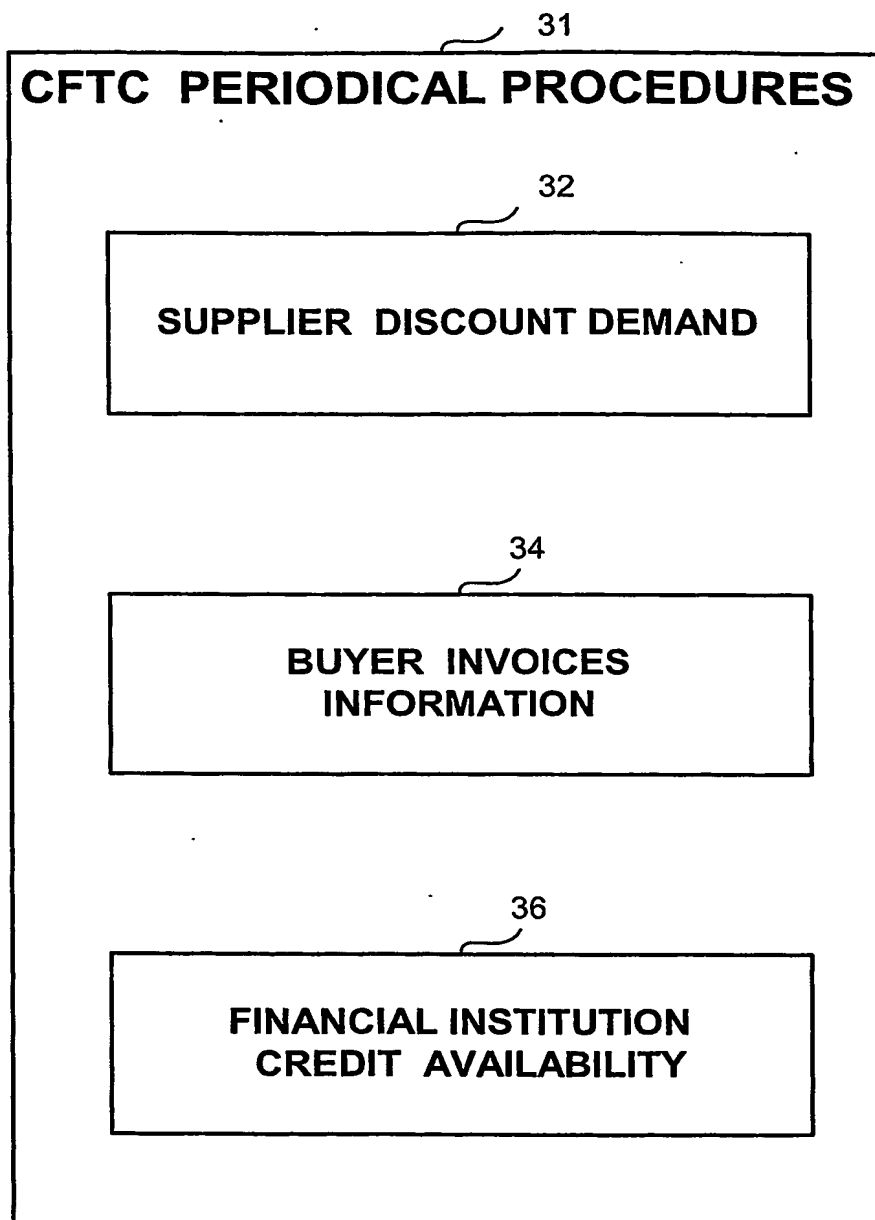 31
CFTC PERIODICAL PROCEDURES
32
SUPPLIER DISCOUNT DEMAND
34
BUYER INVOICES
INFORMATION
36
FINANCIAL INSTITUTION
CREDIT AVAILABILITY